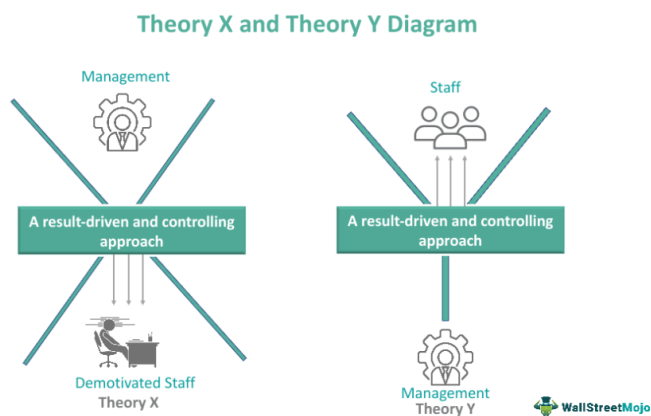 Theory X and Theory Y Diagram
Management
A result-driven and controlling
approach
Demotivated Staff
Theory X
Staff
A result-driven and controlling
approach
Management
Theory Y
WallStreetMojo